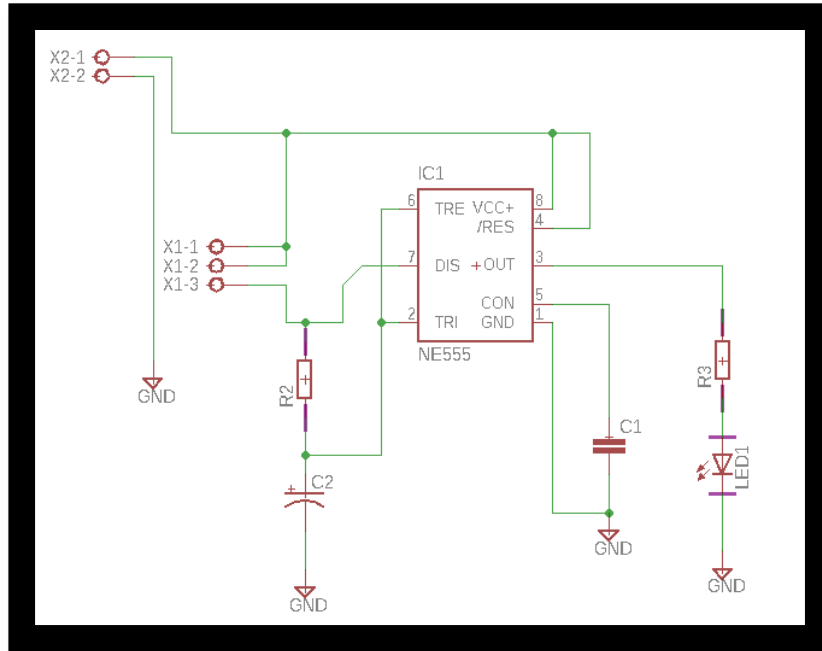 X2-1
X2-2
IC1
6 TRE VCC+ 8
/RES 4
X1-1
X1-2
X1-3
7 DIS +OUT 3
CON 5
2 TRI GND 1
NE555
GND
R2
R3
C1
LED1
C2
GND
GND
GND